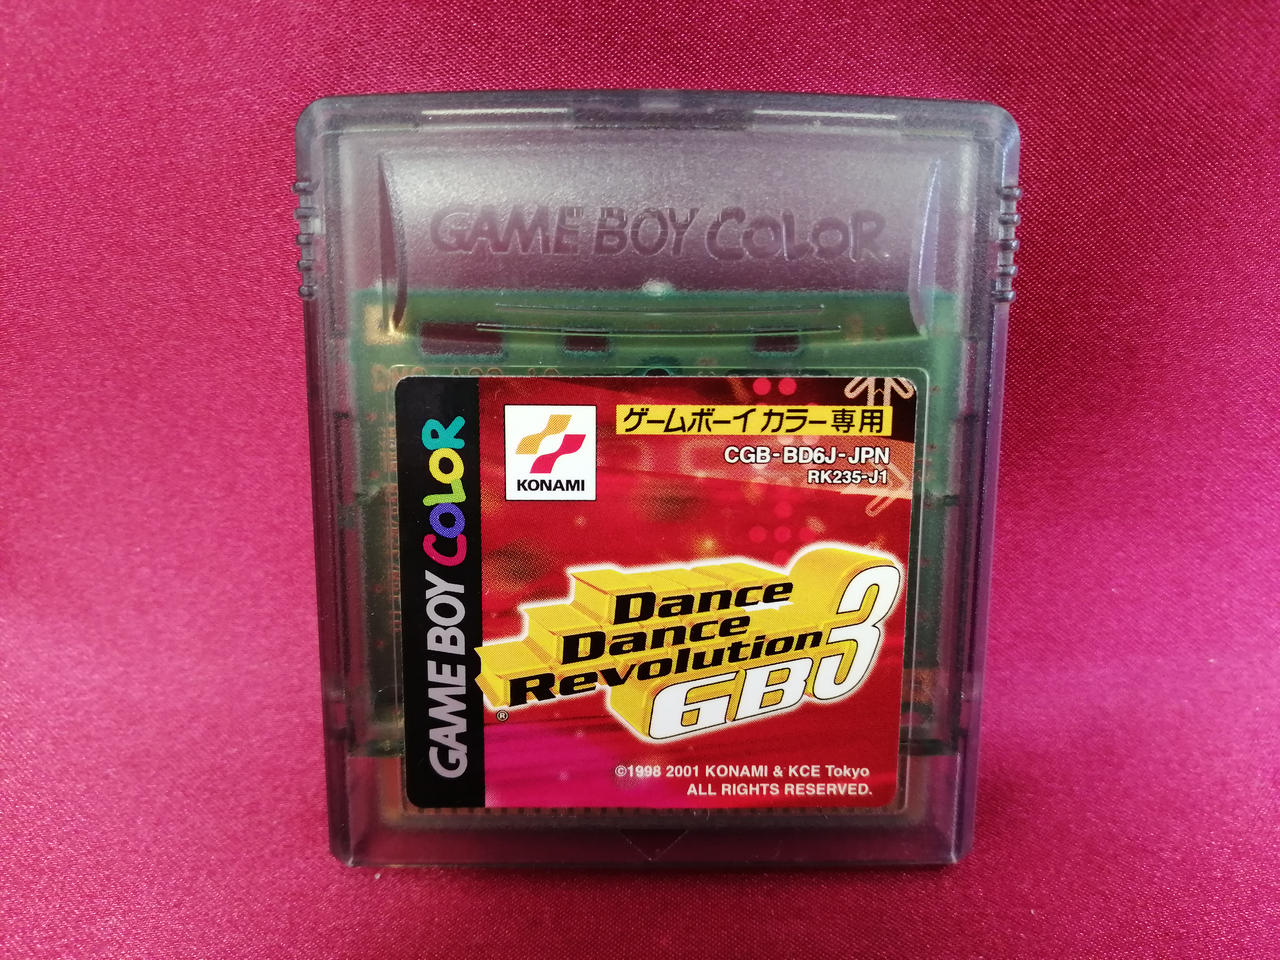 GAME BOY COLOR
GAME BOY COLOR
KONAMI
ゲームボーイカラー専用
CGB-BD6J-JPN
RK235-J1
Dance
Dance
Revolution
GB3
®
©1998 2001 KONAMI & KCE Tokyo
ALL RIGHTS RESERVED.